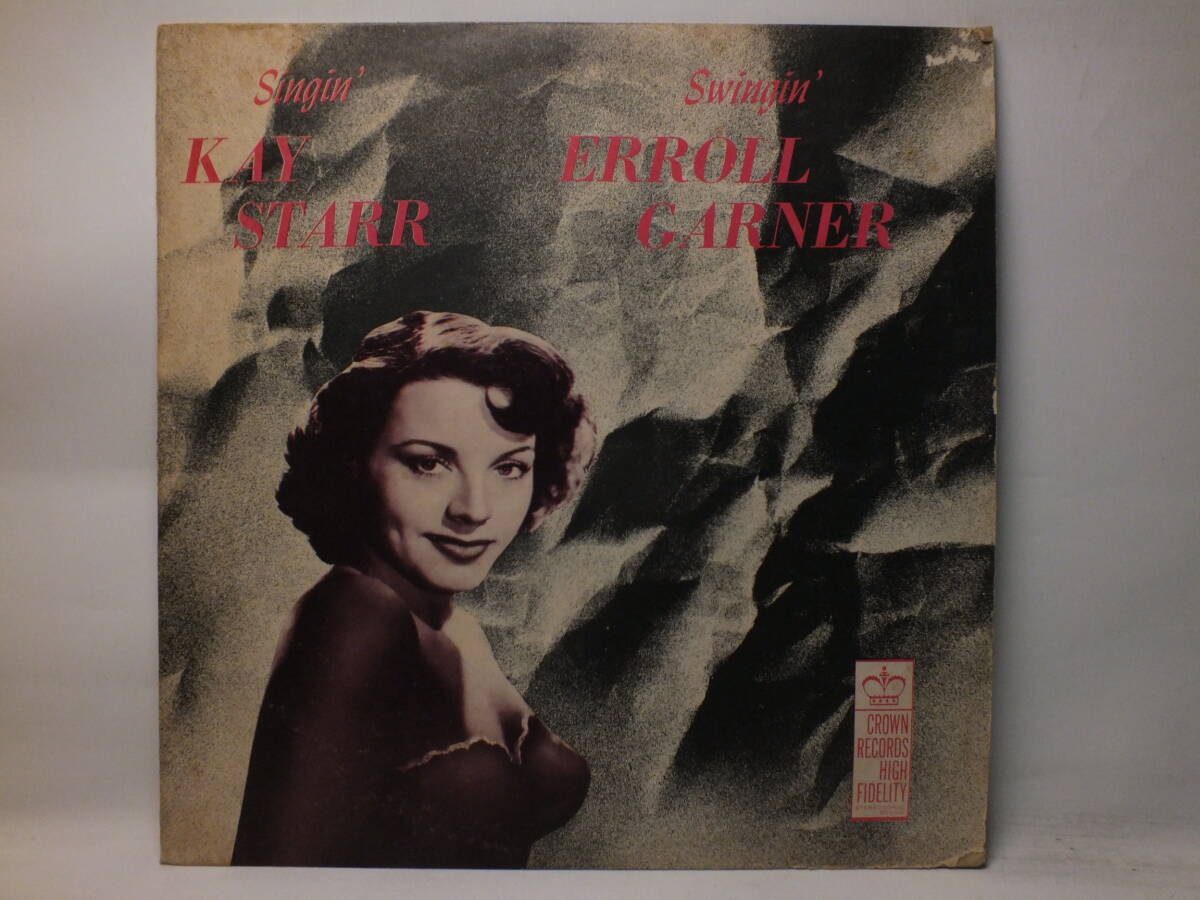 Singin'
KAY
STARR
Swingin'
ERROLL
GARNER
CROWN
RECORDS
HIGH
FIDELITY